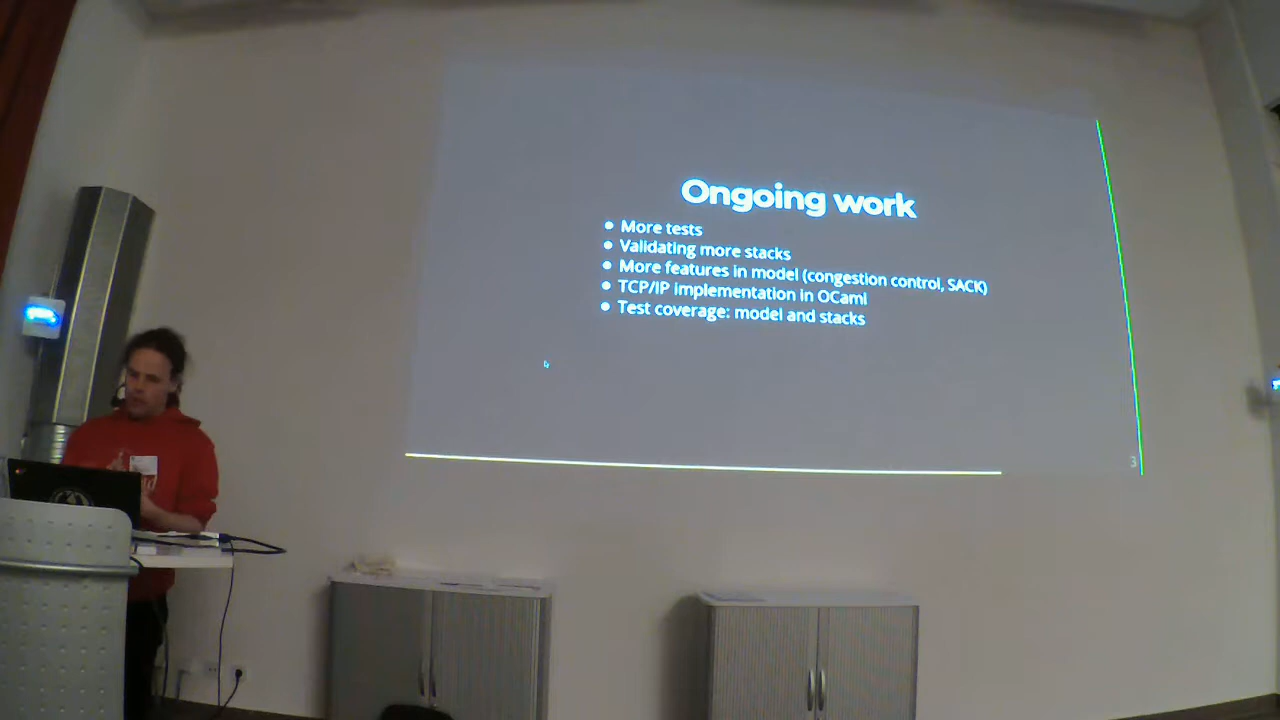 Ongoing work
• More tests
• Validating more stacks
• More features in model (congestion control, SACK)
• TCP/IP implementation in OCaml
• Test coverage: model and stacks
3